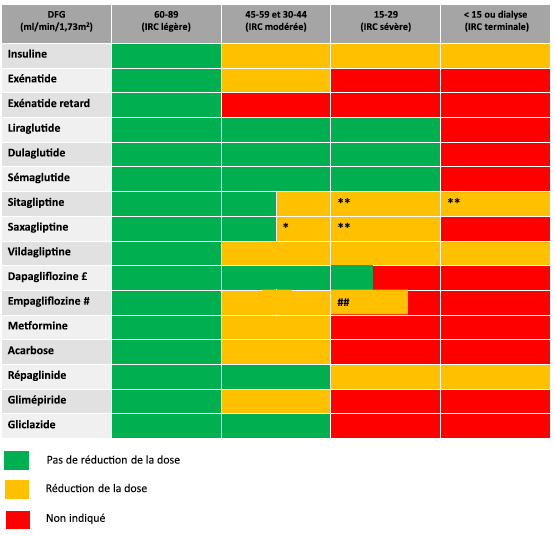 DFG
(ml/min/1,73m²)
60-89
(IRC légère)
45-59 et 30-44
(IRC modérée)
15-29
(IRC sévère)
< 15 ou dialyse
(IRC terminale)
Insuline
Exénatide
Exénatide retard
Liraglutide
Dulaglutide
Sémaglutide
Sitagliptine ** **
Saxagliptine * **
Vildagliptine
Dapagliflozine £
Empagliflozine # ##
Metformine
Acarbose
Répaglinide
Glimépiride
Gliclazide
Pas de réduction de la dose
Réduction de la dose
Non indiqué